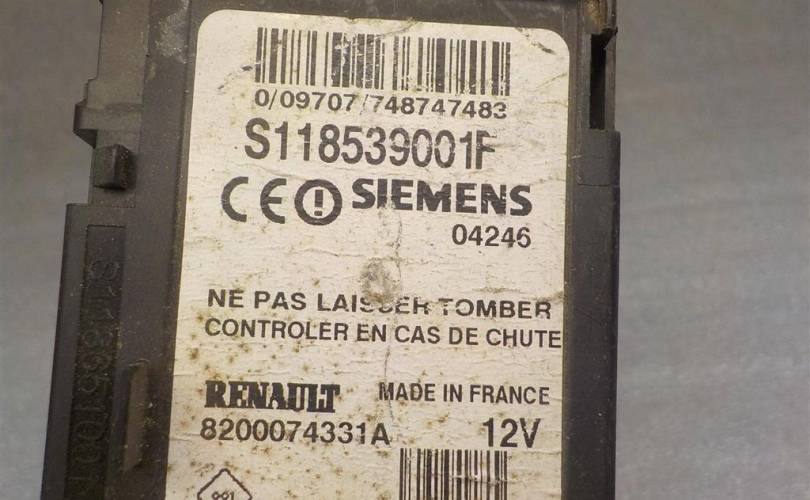 0/09707/748747483
S118539001F
CE SIEMENS
04246
NE PAS LAISSER TOMBER
CONTROLER EN CAS DE CHUTE
RENAULT MADE IN FRANCE
8200074331A 12V